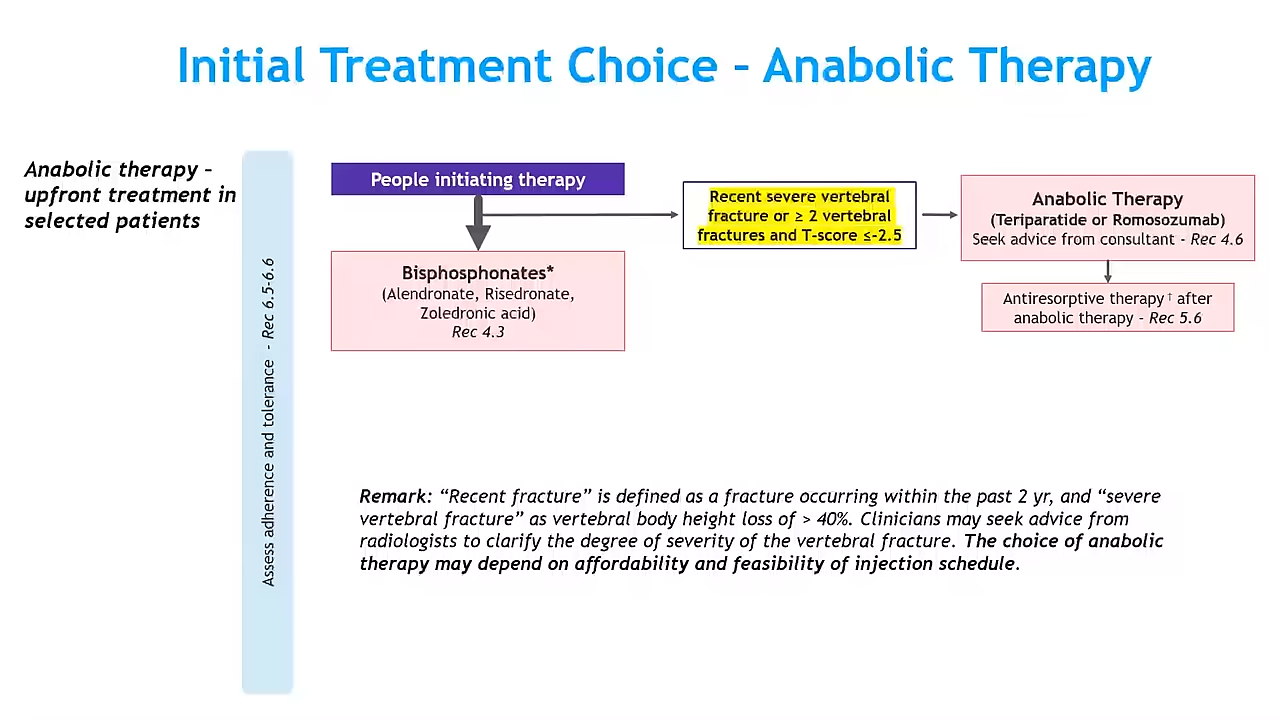 Initial Treatment Choice – Anabolic Therapy
Anabolic therapy –
upfront treatment in
selected patients
Assess adherence and tolerance - Rec 6.5-6.6
People initiating therapy
Bisphosphonates*
(Alendronate, Risedronate,
Zoledronic acid)
Rec 4.3
Recent severe vertebral
fracture or ≥ 2 vertebral
fractures and T-score ≤-2.5
Anabolic Therapy
(Teriparatide or Romosozumab)
Seek advice from consultant - Rec 4.6
Antiresorptive therapy† after
anabolic therapy - Rec 5.6
Remark: “Recent fracture” is defined as a fracture occurring within the past 2 yr, and “severe
vertebral fracture” as vertebral body height loss of > 40%. Clinicians may seek advice from
radiologists to clarify the degree of severity of the vertebral fracture. The choice of anabolic
therapy may depend on affordability and feasibility of injection schedule.